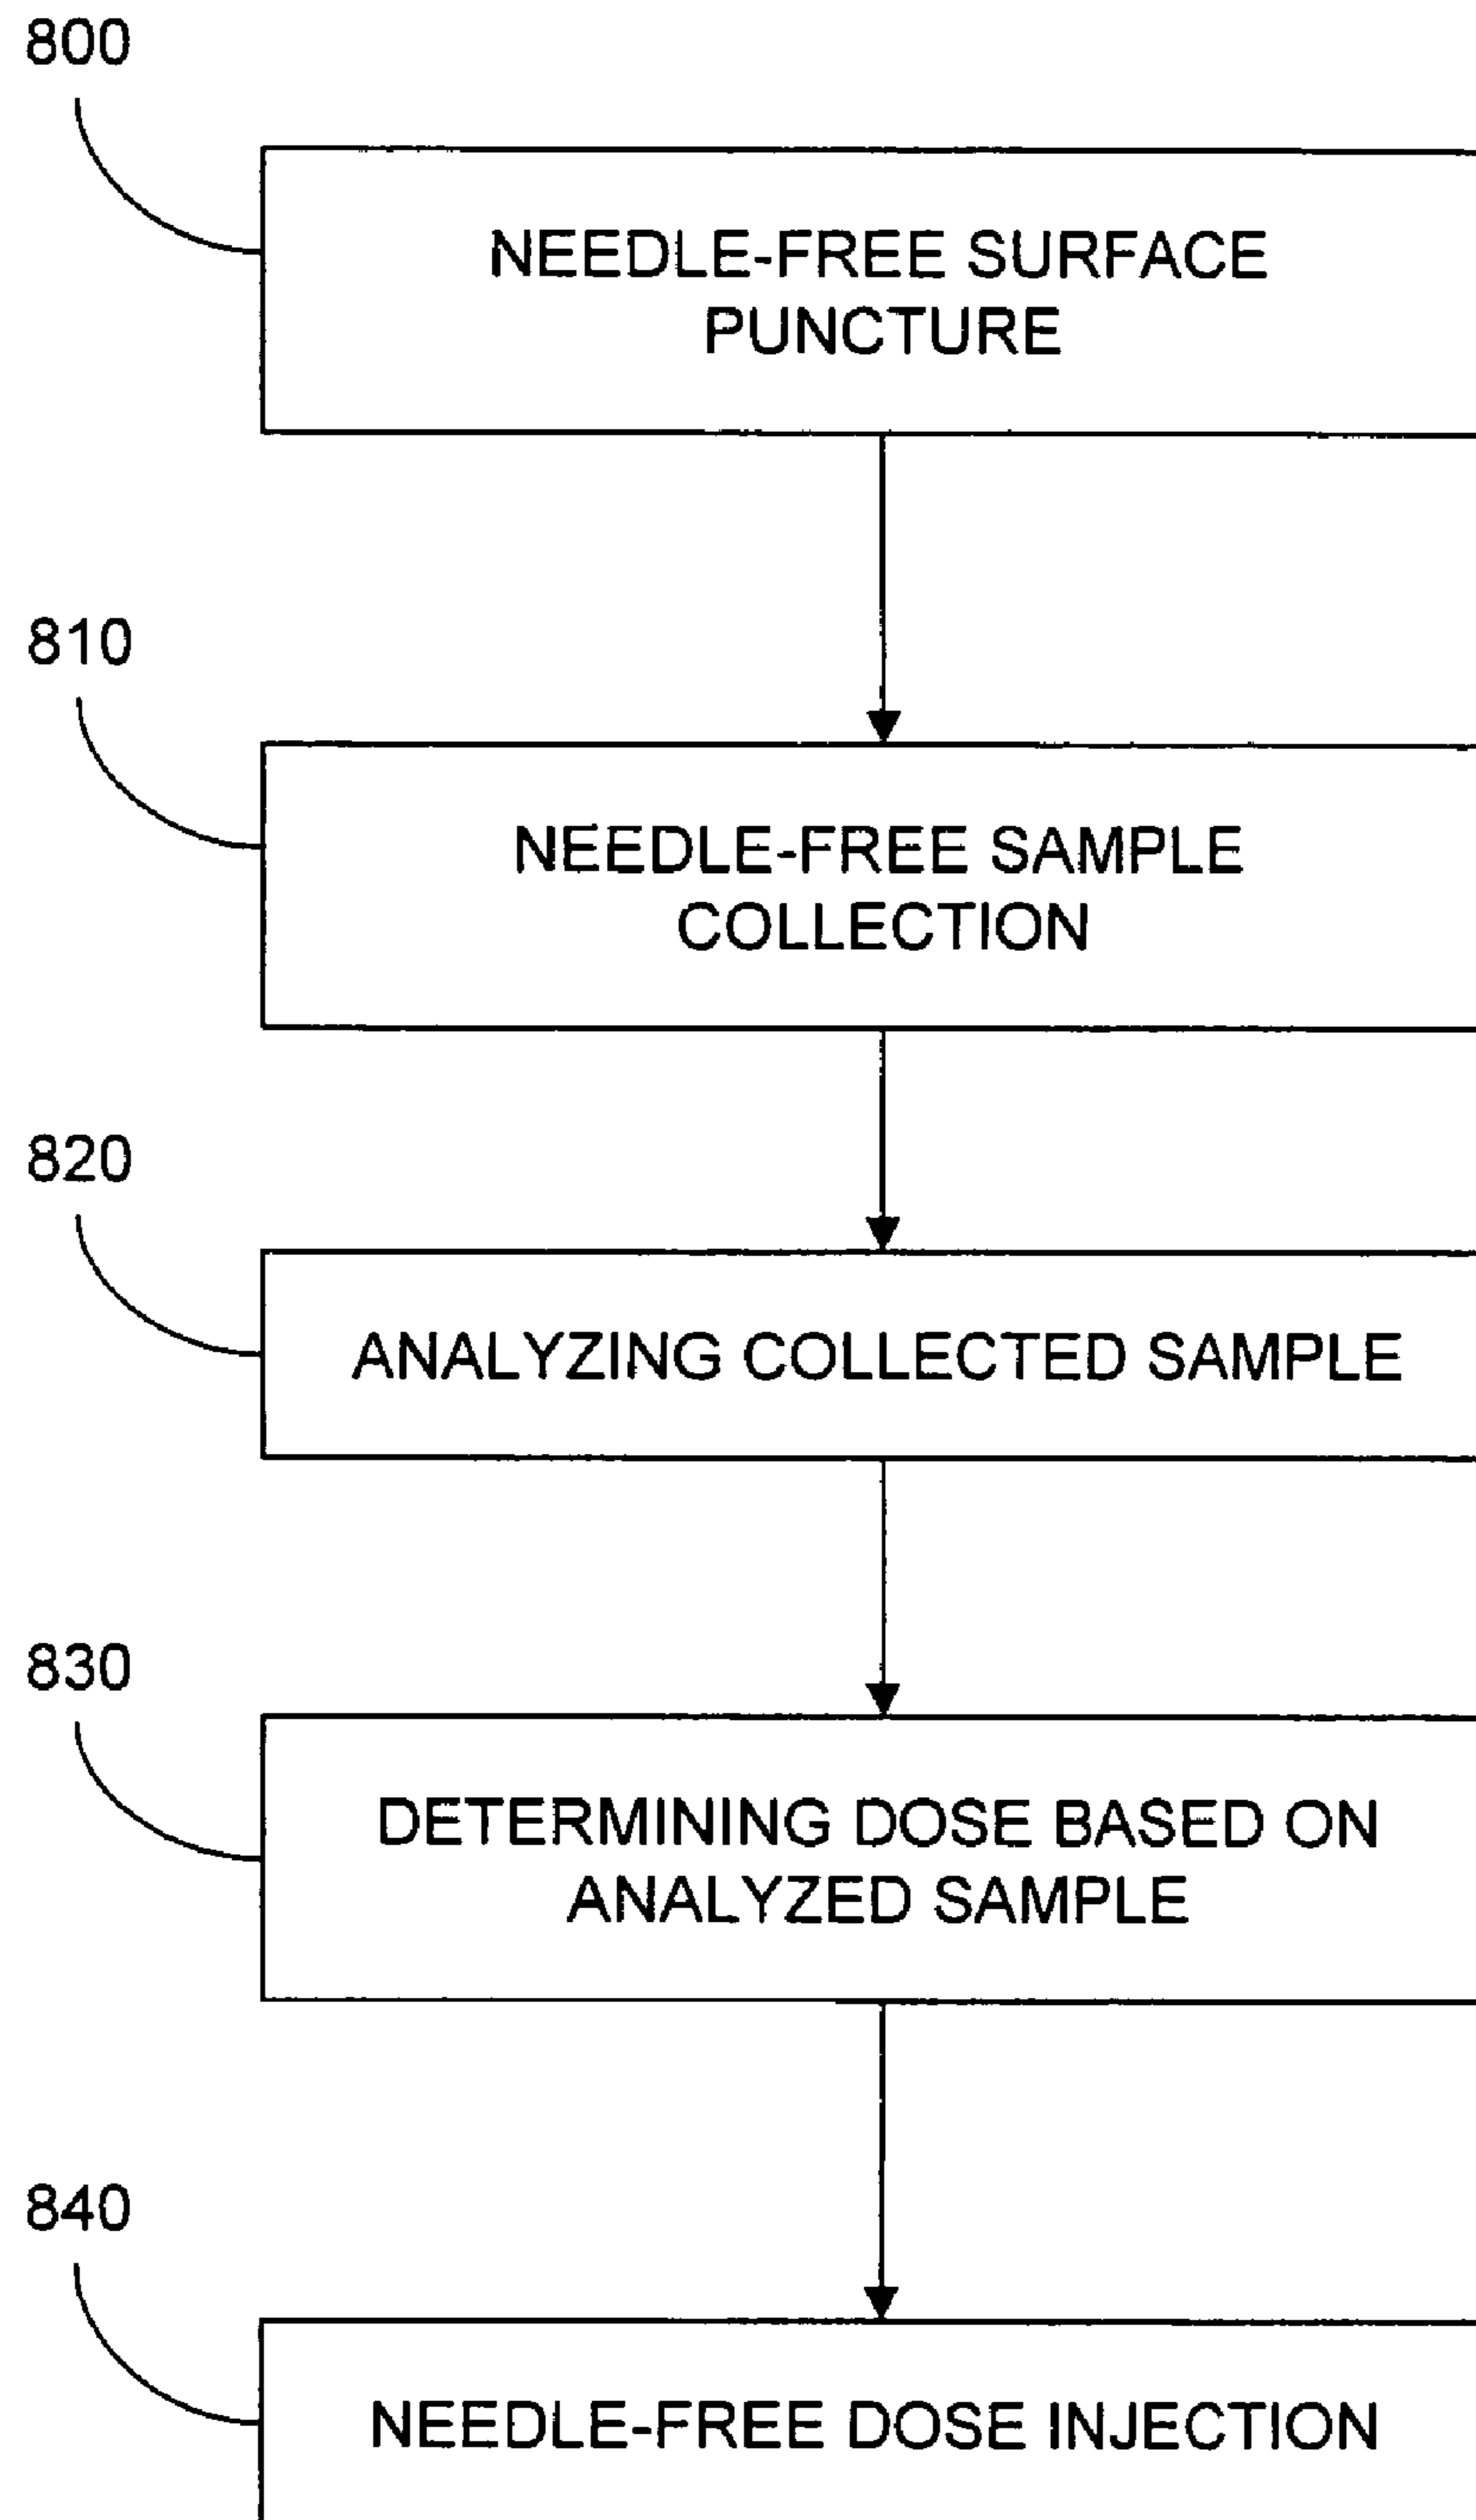 800
NEEDLE-FREE SURFACE
PUNCTURE
810
NEEDLE-FREE SAMPLE
COLLECTION
820
ANALYZING COLLECTED SAMPLE
830
DETERMINING DOSE BASED ON
ANALYZED SAMPLE
840
NEEDLE-FREE DOSE INJECTION